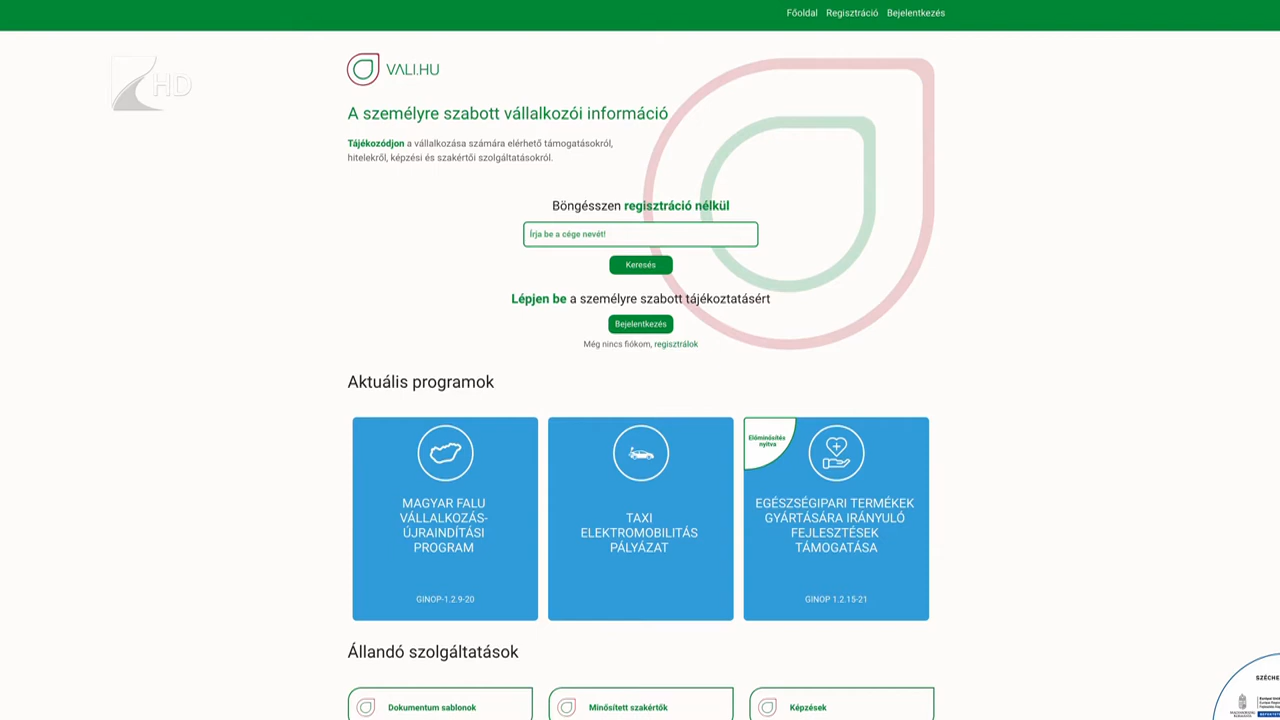 Főoldal Regisztráció Bejelentkezés
HD
VALI.HU
A személyre szabott vállalkozói információ
Tájékozódjon a vállalkozása számára elérhető támogatásokról,
hitelekről, képzési és szakértői szolgáltatásokról.
Böngésszen regisztráció nélkül
Írja be a cége nevét!
Keresés
Lépjen be a személyre szabott tájékoztatásért
Bejelentkezés
Még nincs fiókom, regisztrálok
Aktuális programok
MAGYAR FALU
VÁLLALKOZÁS-
ÚJRAINDÍTÁSI
PROGRAM
GINOP-1.2.9-20
TAXI
ELEKTROMOBILITÁS
PÁLYÁZAT
Előminősítés
nyitva
EGÉSZSÉGIPARI TERMÉKEK
GYÁRTÁSÁRA IRÁNYULÓ
FEJLESZTÉSEK
TÁMOGATÁSA
GINOP 1.2.15-21
Állandó szolgáltatások
Dokumentum sablonok
Minősített szakértők
Képzések
SZÉCHE